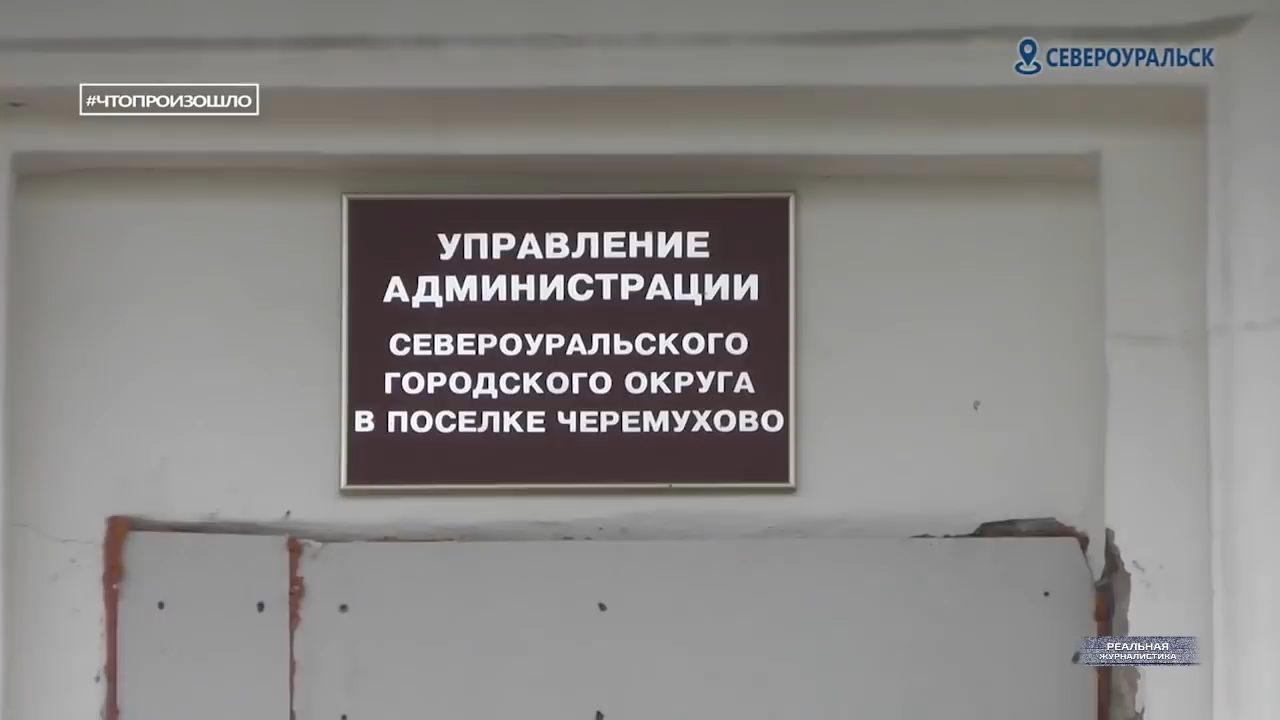 СЕВЕРОУРАЛЬСК
#ЧТОПРОИЗОШЛО
УПРАВЛЕНИЕ
АДМИНИСТРАЦИИ
СЕВЕРОУРАЛЬСКОГО
ГОРОДСКОГО ОКРУГА
В ПОСЕЛКЕ ЧЕРЕМУХОВО
РЕАЛЬНАЯ
ЖУРНАЛИСТИКА